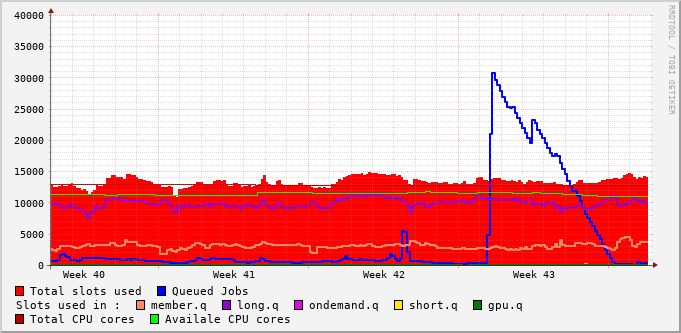 40000
35000
30000
25000
20000
15000
10000
5000
0
Week 40 Week 41 Week 42 Week 43
RRDTOOL / TOBI OETIKER
Total slots used Queued Jobs
Slots used in : member.q long.q ondemand.q short.q gpu.q
Total CPU cores Availale CPU cores